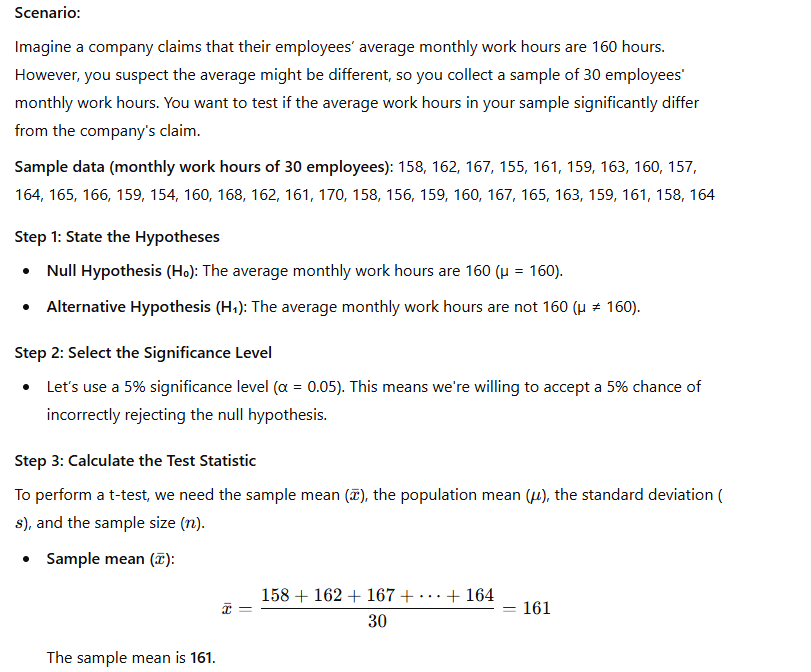 Scenario:
Imagine a company claims that their employees’ average monthly work hours are 160 hours.
However, you suspect the average might be different, so you collect a sample of 30 employees'
monthly work hours. You want to test if the average work hours in your sample significantly differ
from the company's claim.
Sample data (monthly work hours of 30 employees): 158, 162, 167, 155, 161, 159, 163, 160, 157,
164, 165, 166, 159, 154, 160, 168, 162, 161, 170, 158, 156, 159, 160, 167, 165, 163, 159, 161, 158, 164
Step 1: State the Hypotheses
• Null Hypothesis (H₀): The average monthly work hours are 160 (μ = 160).
• Alternative Hypothesis (H₁): The average monthly work hours are not 160 (μ ≠ 160).
Step 2: Select the Significance Level
• Let’s use a 5% significance level (α = 0.05). This means we're willing to accept a 5% chance of
incorrectly rejecting the null hypothesis.
Step 3: Calculate the Test Statistic
To perform a t-test, we need the sample mean (x̄), the population mean (μ), the standard deviation (
s), and the sample size (n).
• Sample mean (x̄):
x̄ = (158 + 162 + 167 + ⋯ + 164) / 30 = 161
The sample mean is 161.